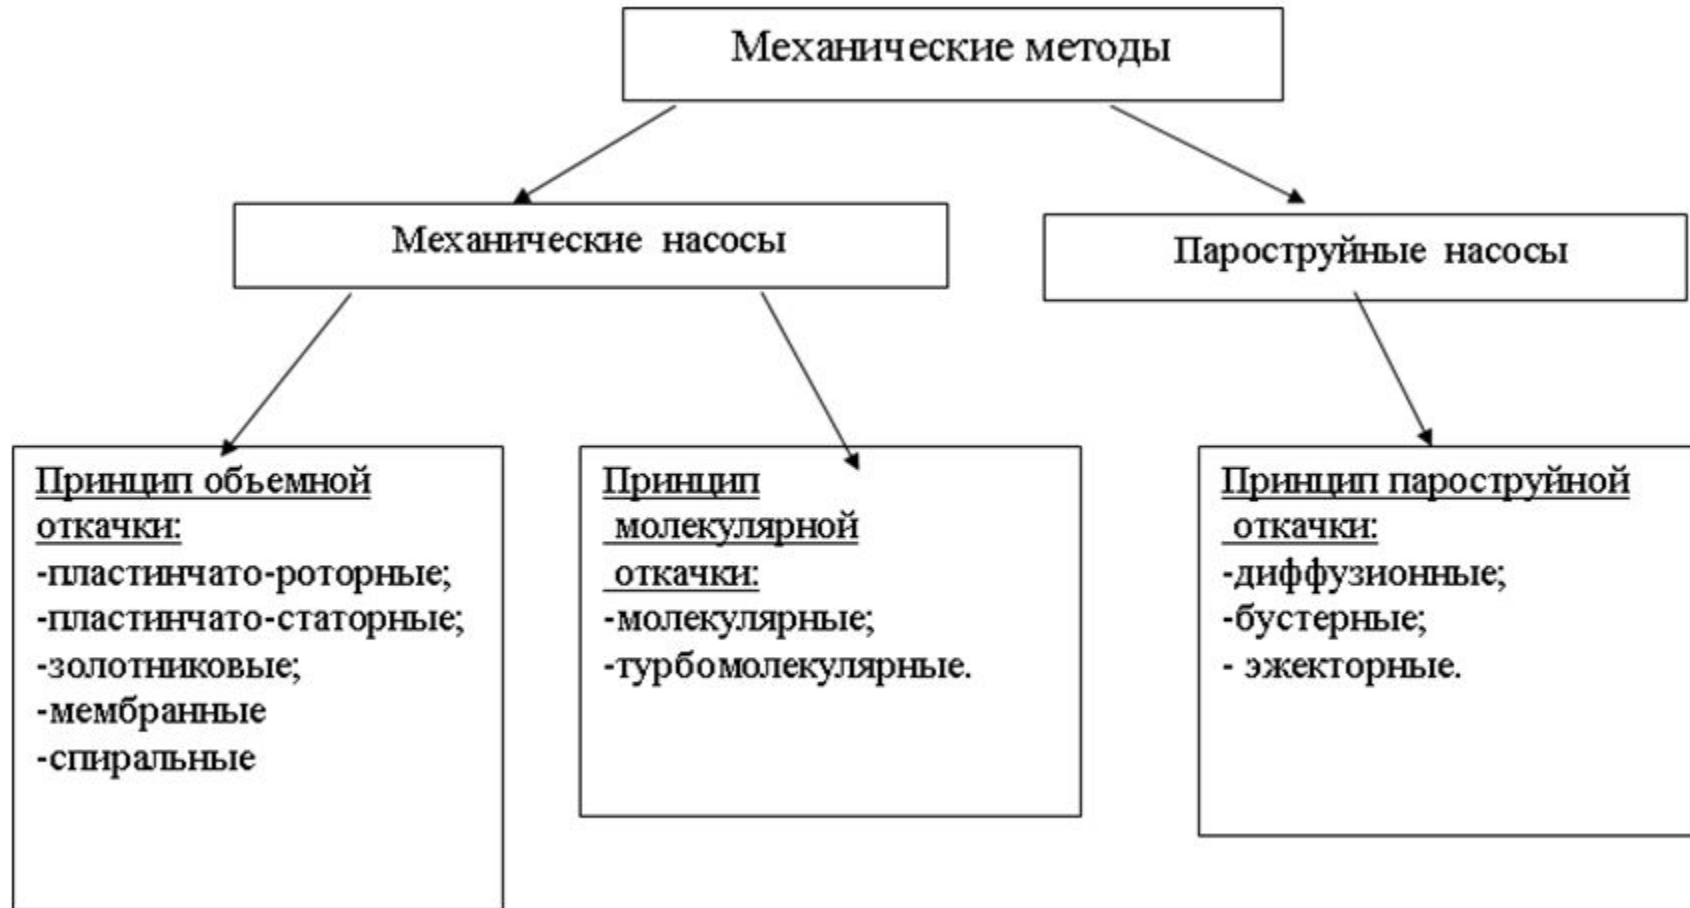 Механические методы
Механические насосы
Пароструйные насосы
Принцип объемной
откачки:
-пластинчато-роторные;
-пластинчато-статорные;
-золотниковые;
-мембранные
-спиральные
Принцип
молекулярной
откачки:
-молекулярные;
-турбомолекулярные.
Принцип пароструйной
откачки:
-диффузионные;
-бустерные;
- эжекторные.